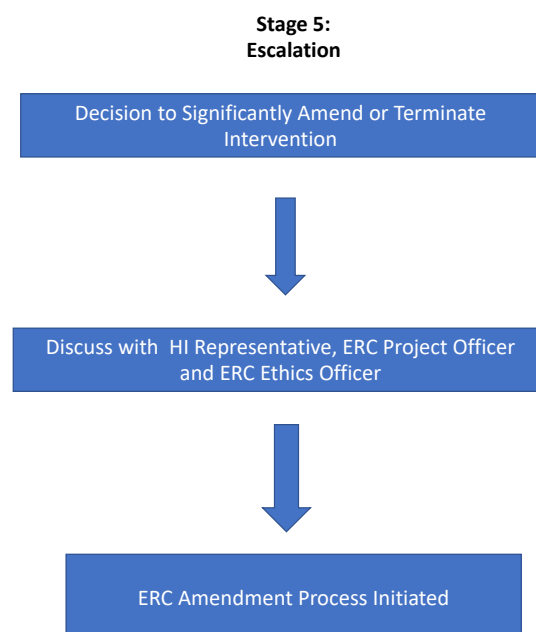 Stage 5:
Escalation
Decision to Significantly Amend or Terminate
Intervention
Discuss with  HI Representative, ERC Project Officer
and ERC Ethics Officer
ERC Amendment Process Initiated